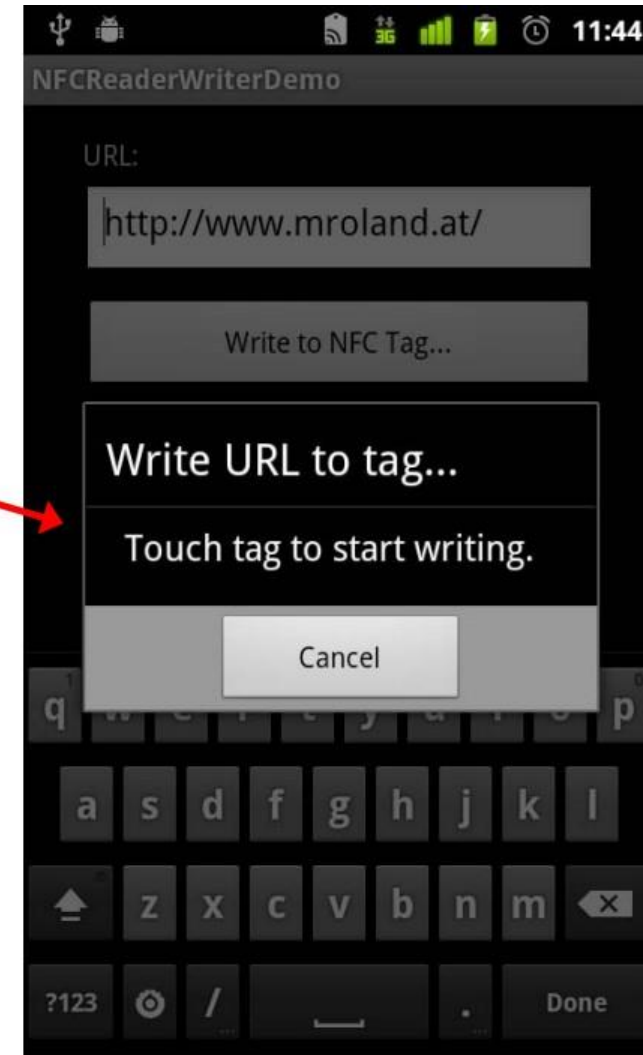 3G 11:44
NFCReaderWriterDemo
URL:
http://www.mroland.at/
Write to NFC Tag...
Write URL to tag...
Touch tag to start writing.
Cancel
q p
a s d f g h j k l
z x c v b n m
?123 / . Done